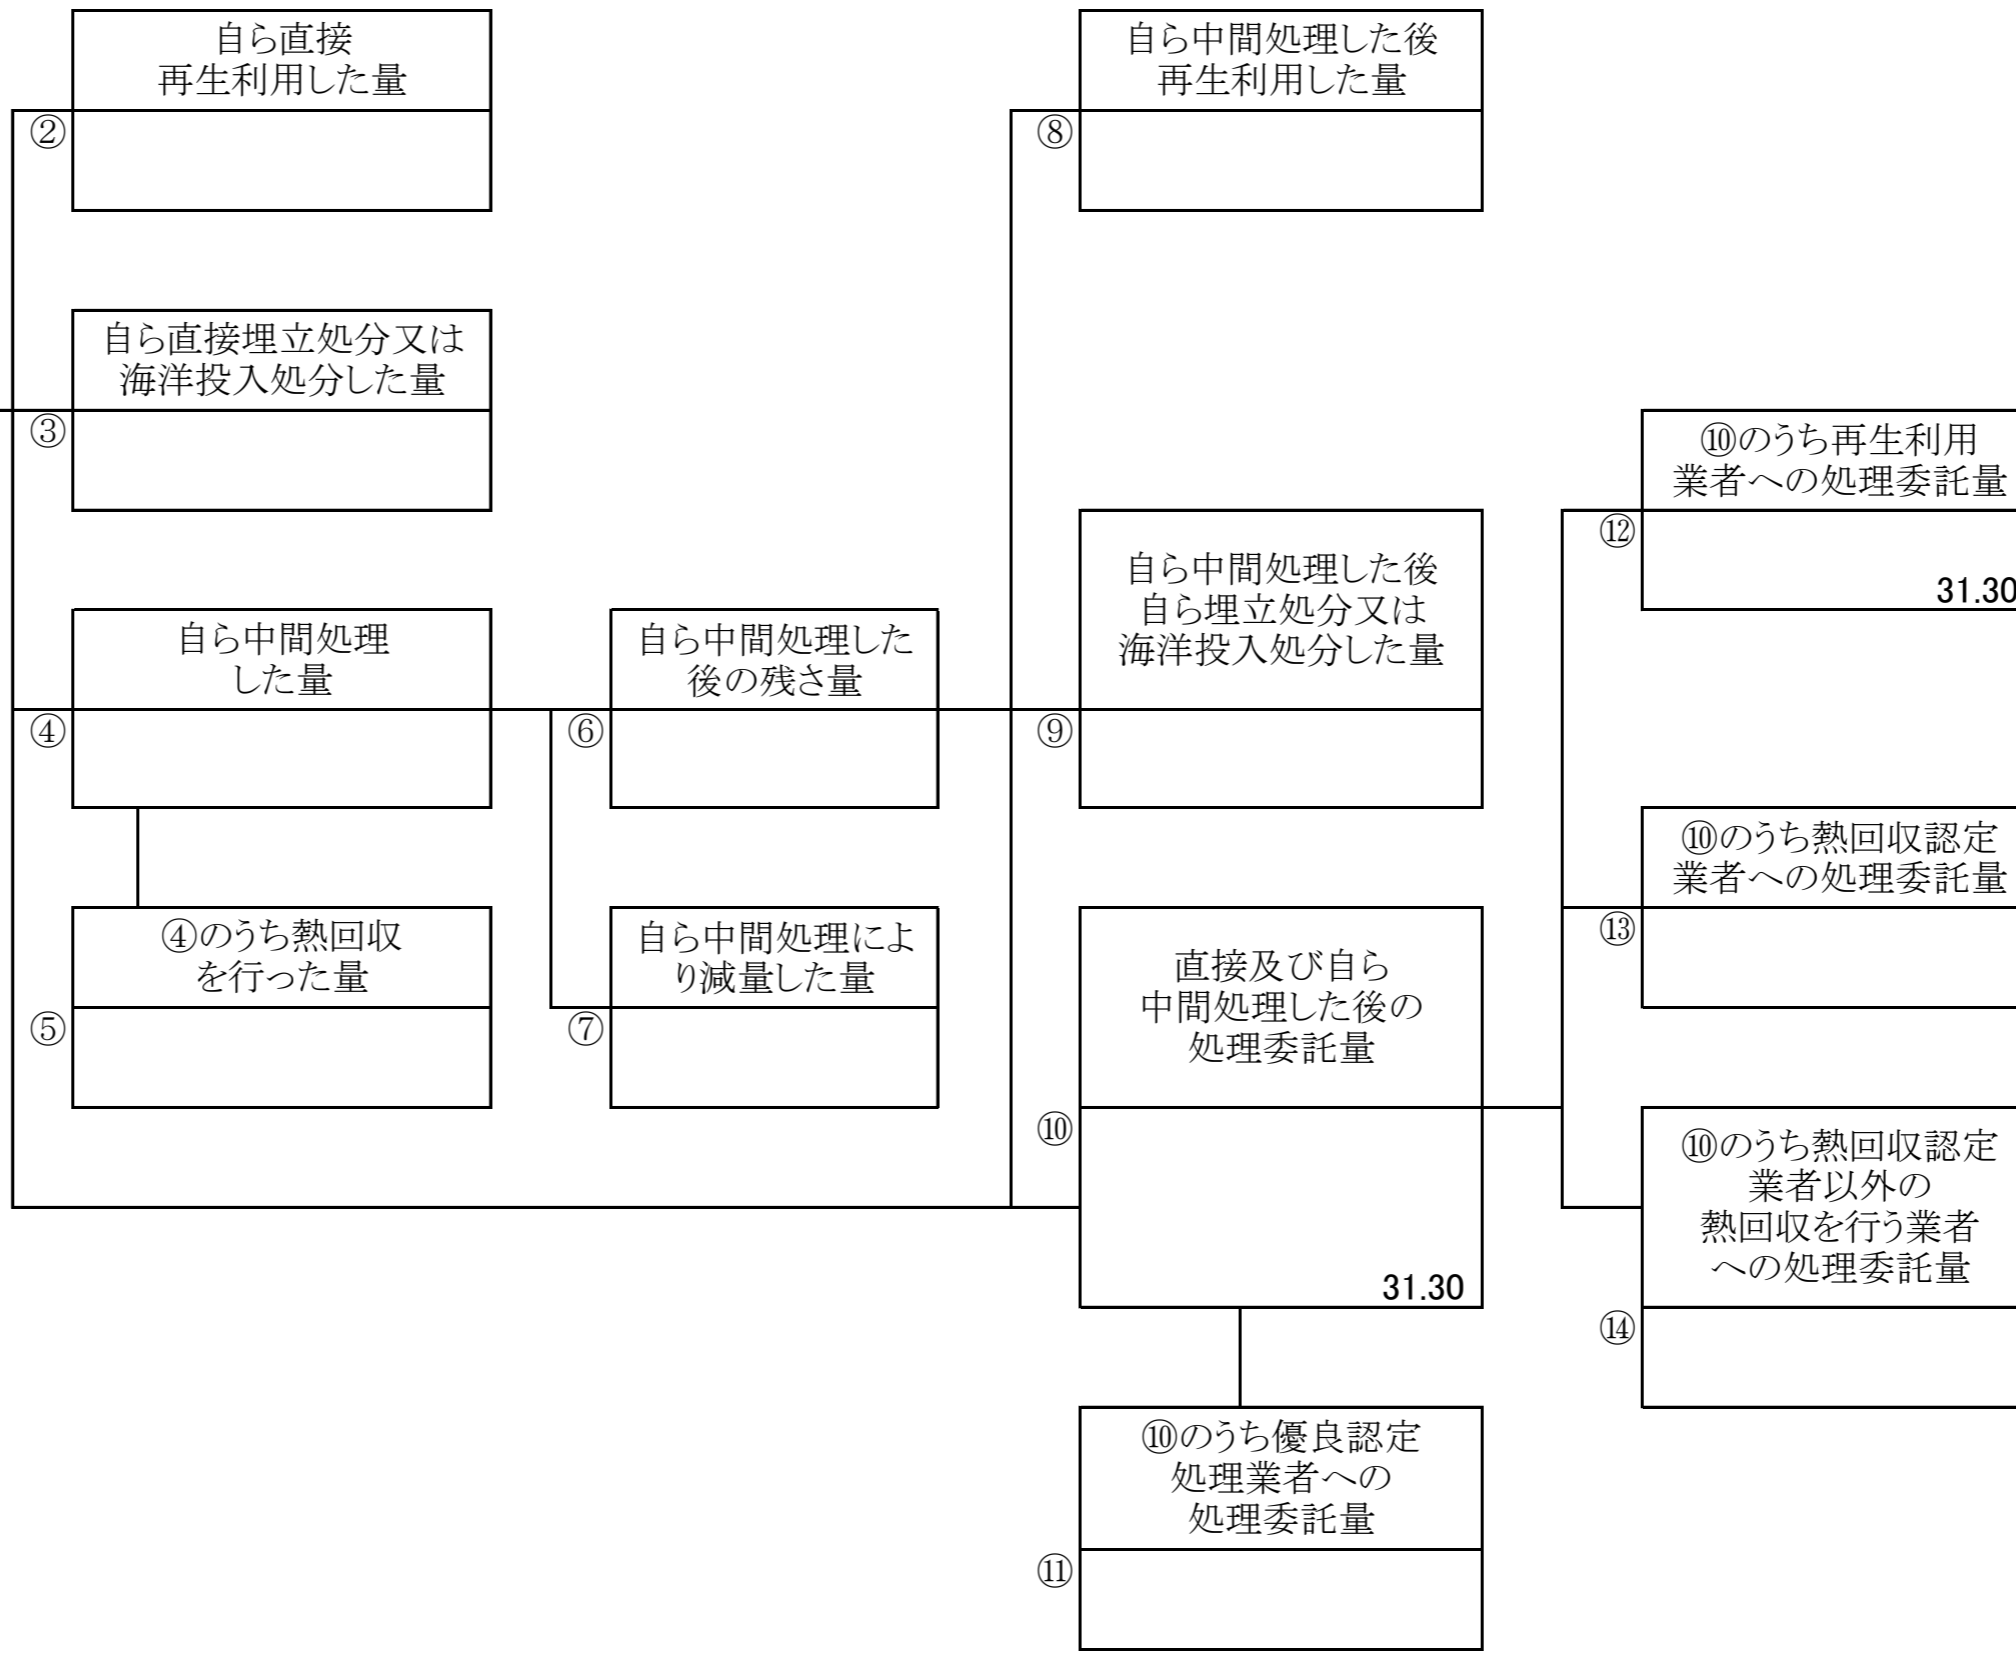 自ら直接
再生利用した量
②
自ら中間処理した後
再生利用した量
⑧
自ら直接埋立処分又は
海洋投入処分した量
③
⑩のうち再生利用
業者への処理委託量
⑫
31.30
自ら中間処理した後
自ら埋立処分又は
海洋投入処分した量
⑨
自ら中間処理
した量
④
自ら中間処理した
後の残さ量
⑥
⑩のうち熱回収認定
業者への処理委託量
⑬
④のうち熱回収
を行った量
⑤
自ら中間処理によ
り減量した量
⑦
直接及び自ら
中間処理した後の
処理委託量
⑩
31.30
⑩のうち熱回収認定
業者以外の
熱回収を行う業者
への処理委託量
⑭
⑩のうち優良認定
処理業者への
処理委託量
⑪